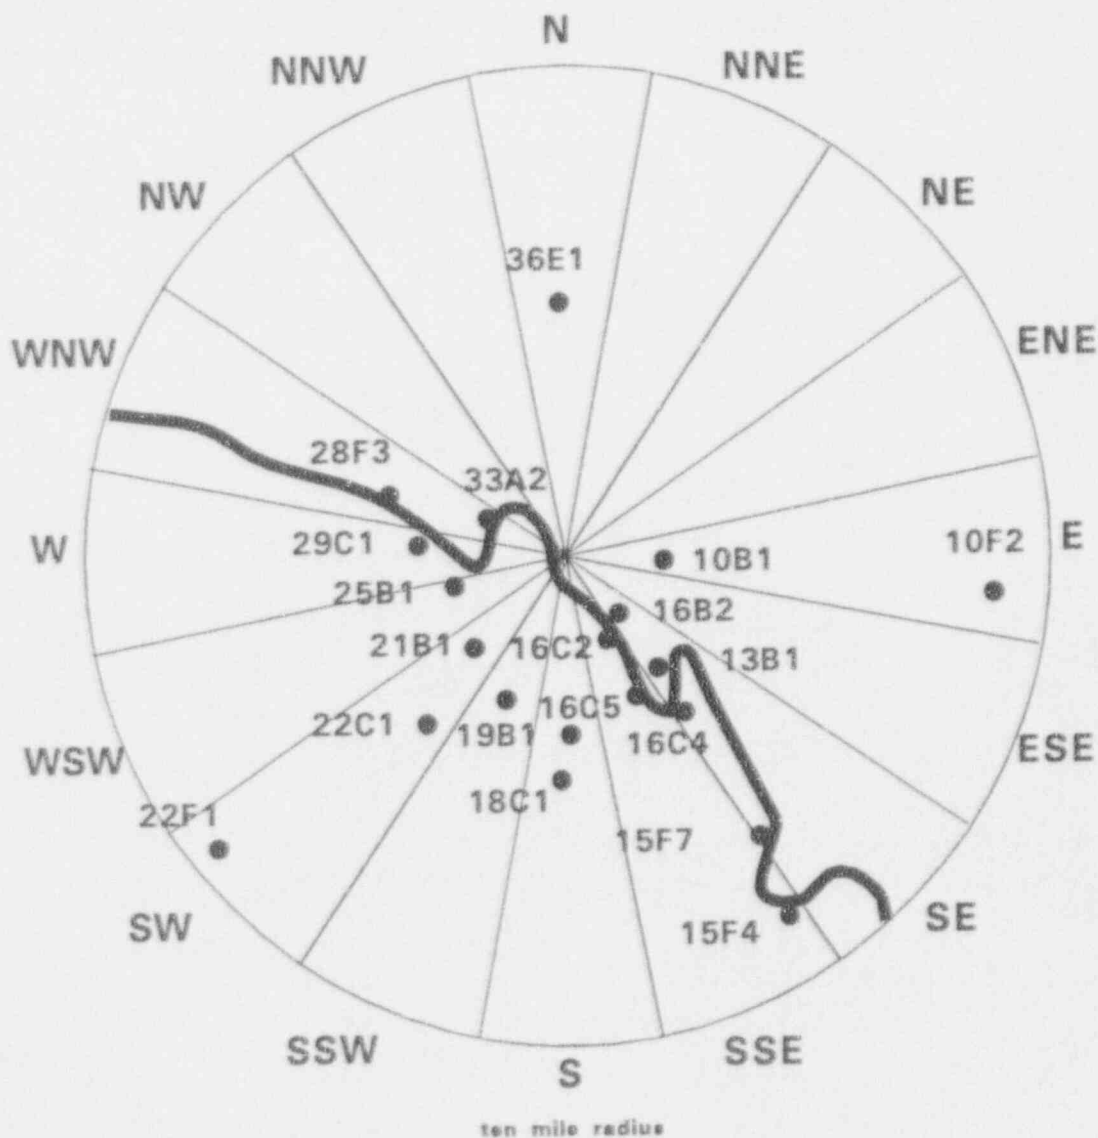 N
NNW
NNE
NW
NE
36E1
WNW
ENE
28F3
33A2
W
29C1
10B1
10F2
E
25B1
16B2
21B1
16C2
13B1
22C1
19B1
16C5
16C4
WSW
ESE
18C1
22F1
15F7
SW
15F4
SE
SSW
SSE
S
ten mile radius